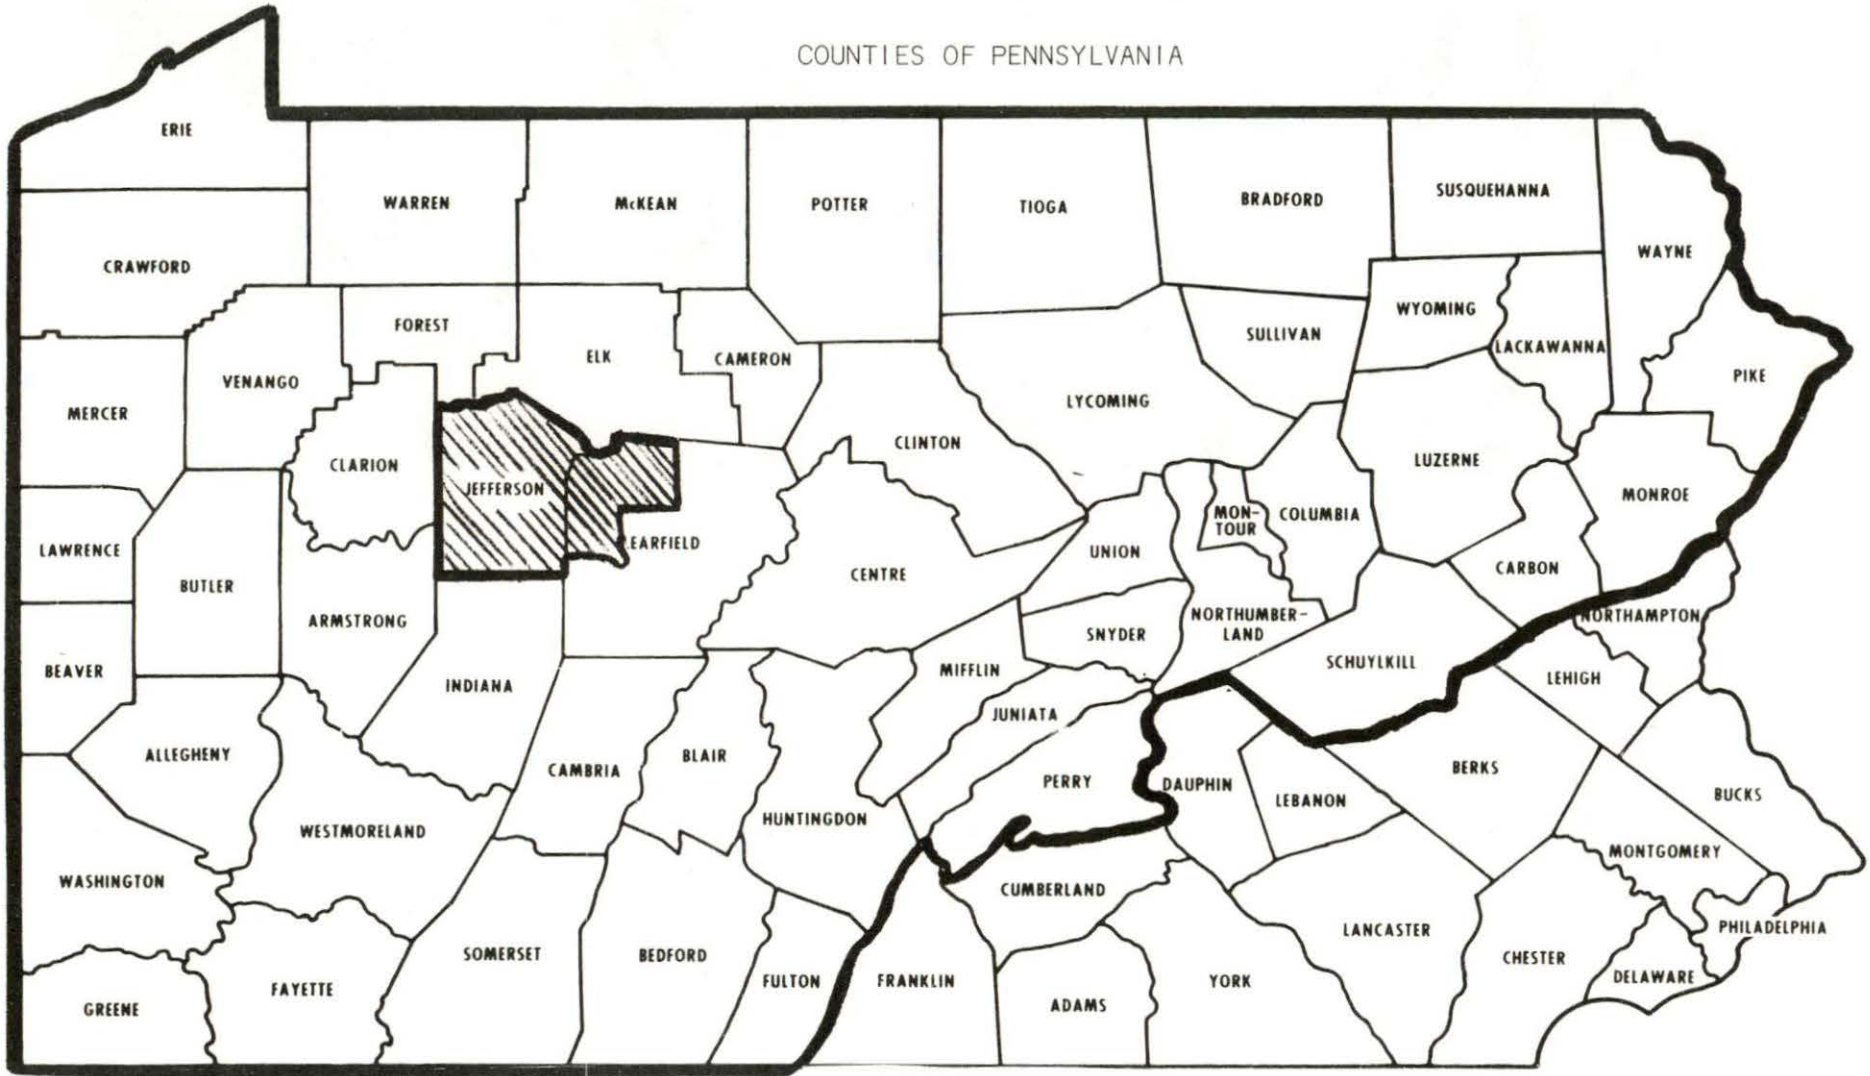 COUNTIES OF PENNSYLVANIA
ERIE
WARREN
McKEAN
POTTER
TIOGA
BRADFORD
SUSQUEHANNA
WAYNE
CRAWFORD
FOREST
ELK
CAMERON
SULLIVAN
WYOMING
LACKAWANNA
PIKE
MERCER
VENANGO
CLARION
JEFFERSON
CLINTON
LYCOMING
LUZERNE
MONROE
LAWRENCE
BUTLER
ARMSTRONG
EARFIELD
CENTRE
UNION
MON-
TOUR
COLUMBIA
CARBON
NORTHAMPTON
BEAVER
INDIANA
SNYDER
NORTHUMBER-
LAND
SCHUYLKILL
LEHIGH
MIFFLIN
JUNIATA
ALLEGHENY
CAMBRIA
BLAIR
HUNTINGDON
PERRY
DAUPHIN
LEBANON
BERKS
BUCKS
WESTMORELAND
WASHINGTON
CUMBERLAND
MONTGOMERY
LANCASTER
PHILADELPHIA
GREENE
FAYETTE
SOMERSET
BEDFORD
FULTON
FRANKLIN
ADAMS
YORK
CHESTER
DELAWARE